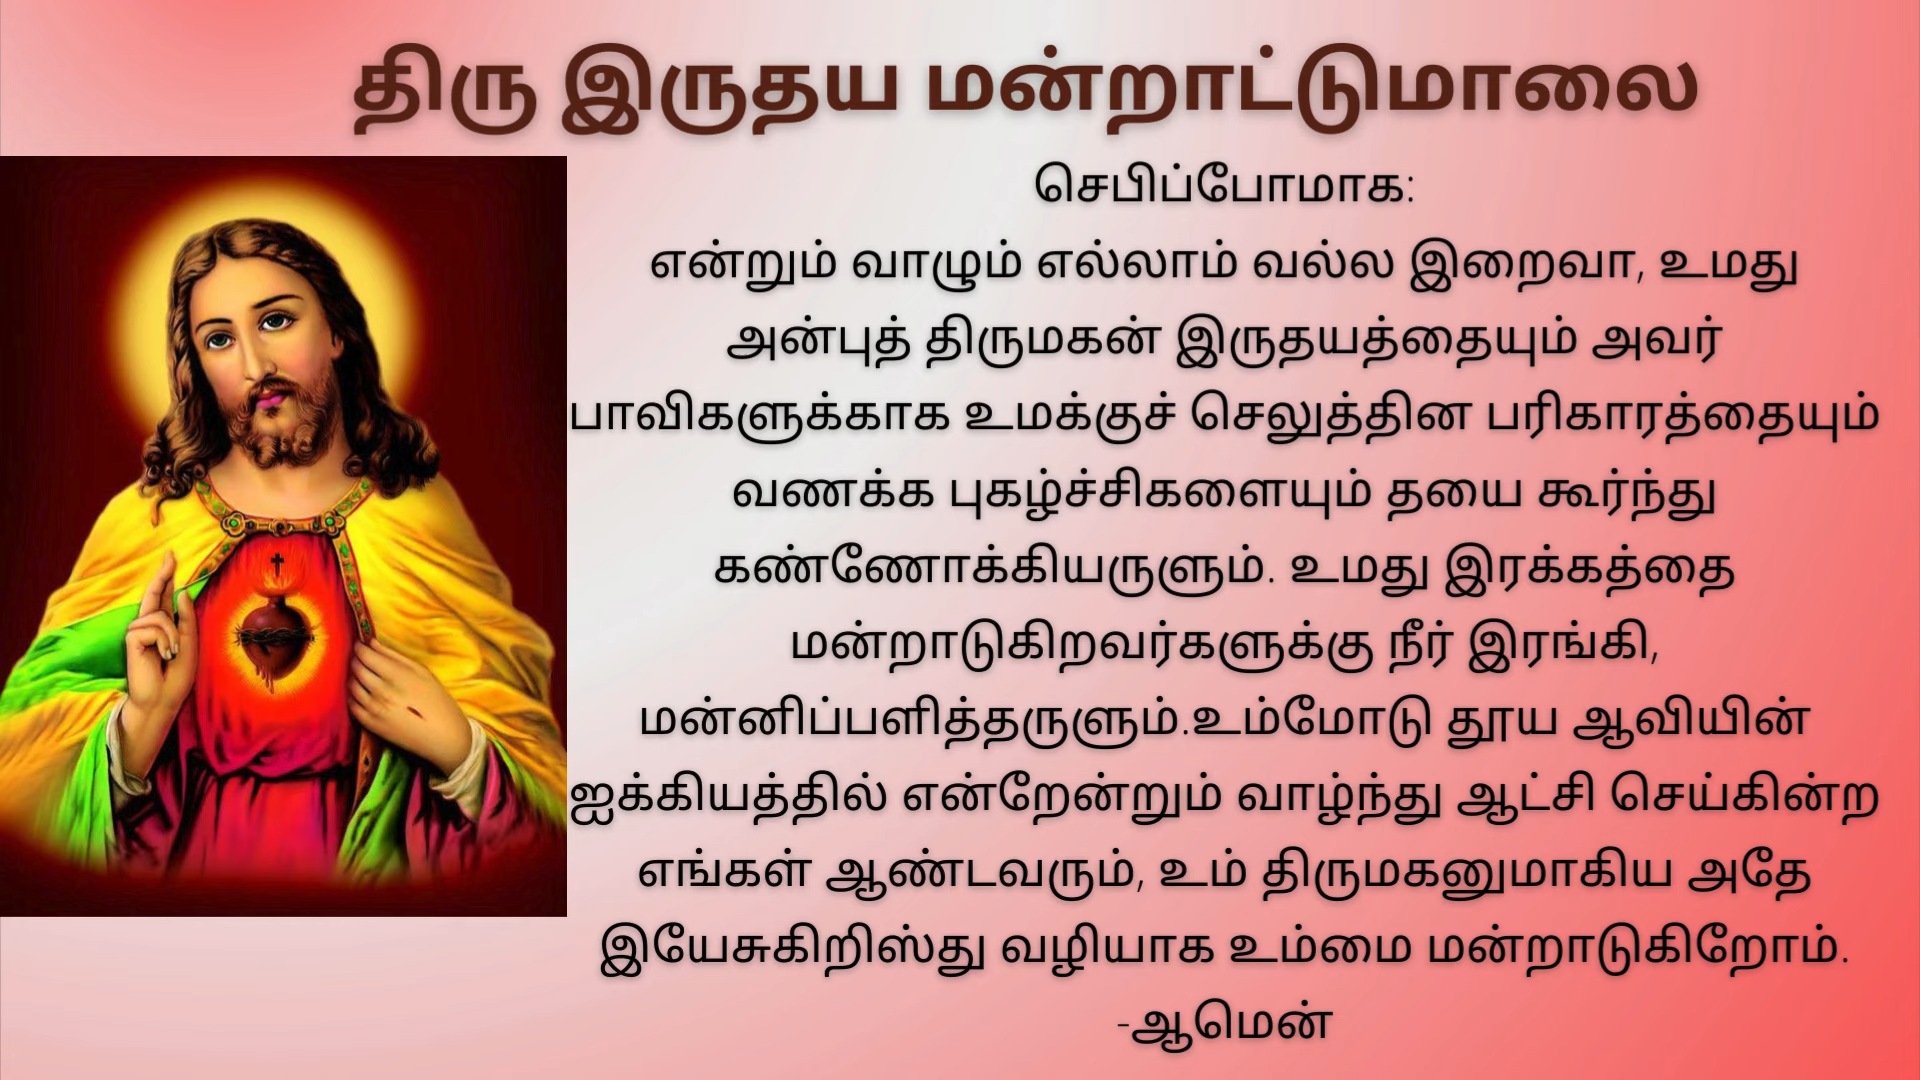 திரு இருதய மன்றாட்டுமாலை
செபிப்போமாக:
என்றும் வாழும் எல்லாம் வல்ல இறைவா, உமது
அன்புத் திருமகன் இருதயத்தையும் அவர்
பாவிகளுக்காக உமக்குச் செலுத்தின பரிகாரத்தையும்
வணக்க புகழ்ச்சிகளையும் தயை கூர்ந்து
கண்ணோக்கியருளும். உமது இரக்கத்தை
மன்றாடுகிறவர்களுக்கு நீர் இரங்கி,
மன்னிப்பளித்தருளும்.உம்மோடு தூய ஆவியின்
ஐக்கியத்தில் என்றேன்றும் வாழ்ந்து ஆட்சி செய்கின்ற
எங்கள் ஆண்டவரும், உம் திருமகனுமாகிய அதே
இயேசுகிறிஸ்து வழியாக உம்மை மன்றாடுகிறோம்.
-ஆமென்